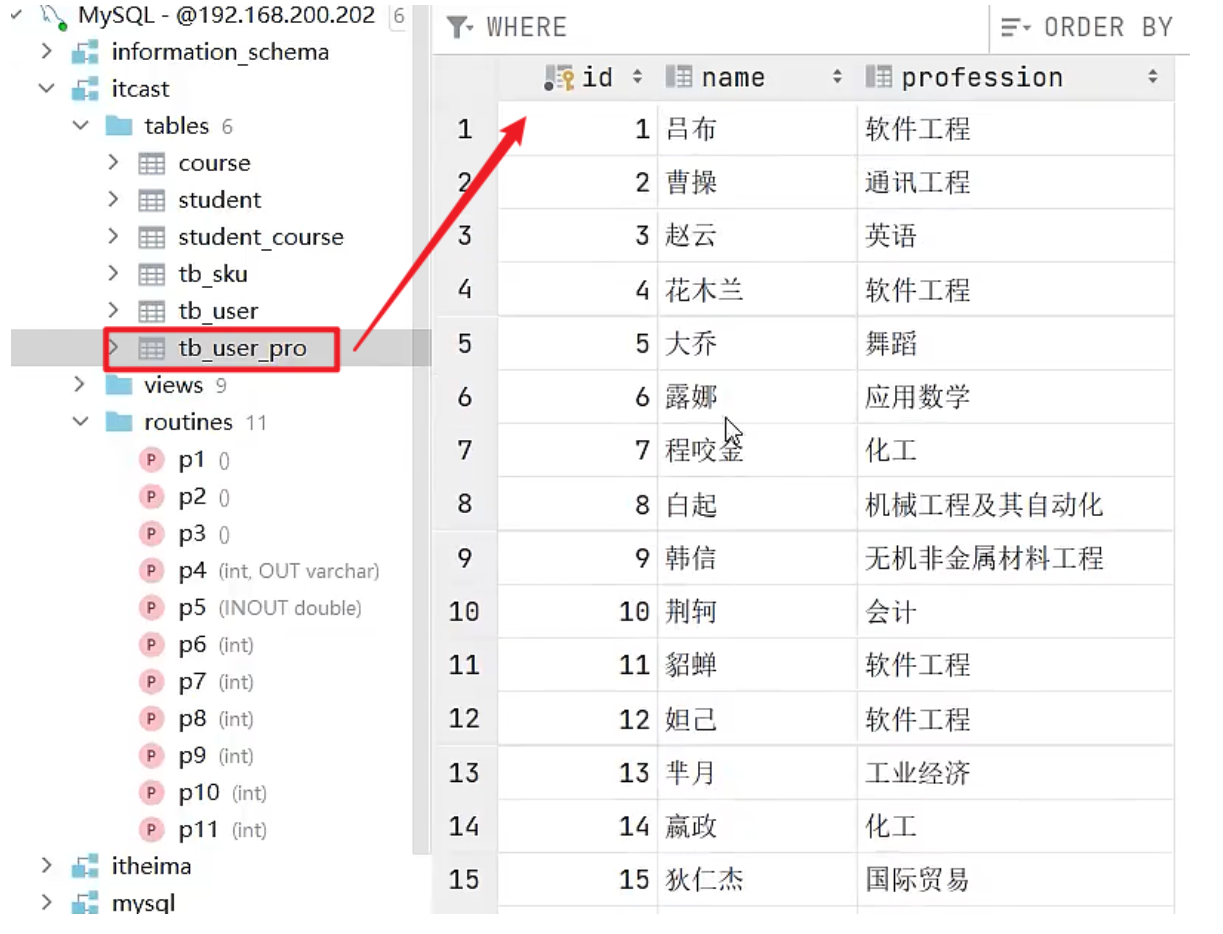 MySQL - @192.168.200.202 6
information_schema
itcast
tables 6
course
student
student_course
tb_sku
tb_user
tb_user_pro
views 9
routines 11
P p1 ()
P p2 ()
P p3 ()
P p4 (int, OUT varchar)
P p5 (INOUT double)
P p6 (int)
P p7 (int)
P p8 (int)
P p9 (int)
P p10 (int)
P p11 (int)
itheima
mysql
WHERE ORDER BY
id name profession
1 1 吕布 软件工程
2 2 曹操 通讯工程
3 3 赵云 英语
4 4 花木兰 软件工程
5 5 大乔 舞蹈
6 6 露娜 应用数学
7 7 程咬金 化工
8 8 白起 机械工程及其自动化
9 9 韩信 无机非金属材料工程
10 10 荆轲 会计
11 11 貂蝉 软件工程
12 12 妲己 软件工程
13 13 芈月 工业经济
14 14 嬴政 化工
15 15 狄仁杰 国际贸易